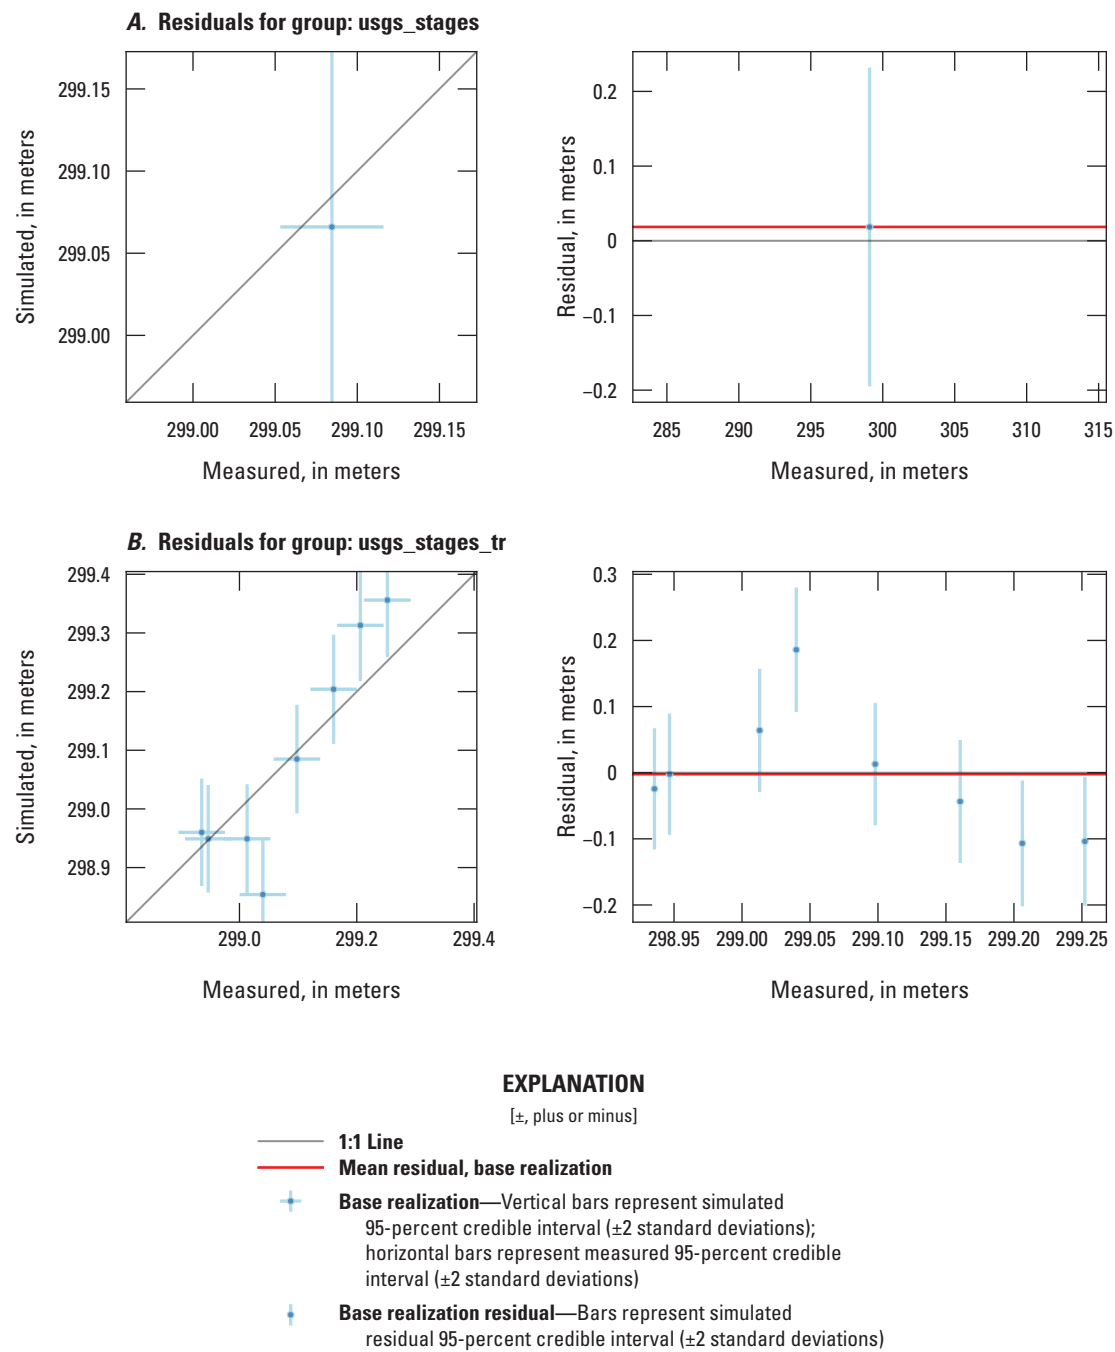 A. Residuals for group: usgs_stages
299.15
299.10
299.05
299.00
Simulated, in meters
299.00 299.05 299.10 299.15
Measured, in meters
0.2
0.1
0
–0.1
–0.2
Residual, in meters
285 290 295 300 305 310 315
Measured, in meters
B. Residuals for group: usgs_stages_tr
299.4
299.3
299.2
299.1
299.0
298.9
Simulated, in meters
299.0 299.2 299.4
Measured, in meters
0.3
0.2
0.1
0
–0.1
–0.2
Residual, in meters
298.95 299.00 299.05 299.10 299.15 299.20 299.25
Measured, in meters
EXPLANATION
[±, plus or minus]
1:1 Line
Mean residual, base realization
Base realization—Vertical bars represent simulated
95-percent credible interval (±2 standard deviations);
horizontal bars represent measured 95-percent credible
interval (±2 standard deviations)
Base realization residual—Bars represent simulated
residual 95-percent credible interval (±2 standard deviations)